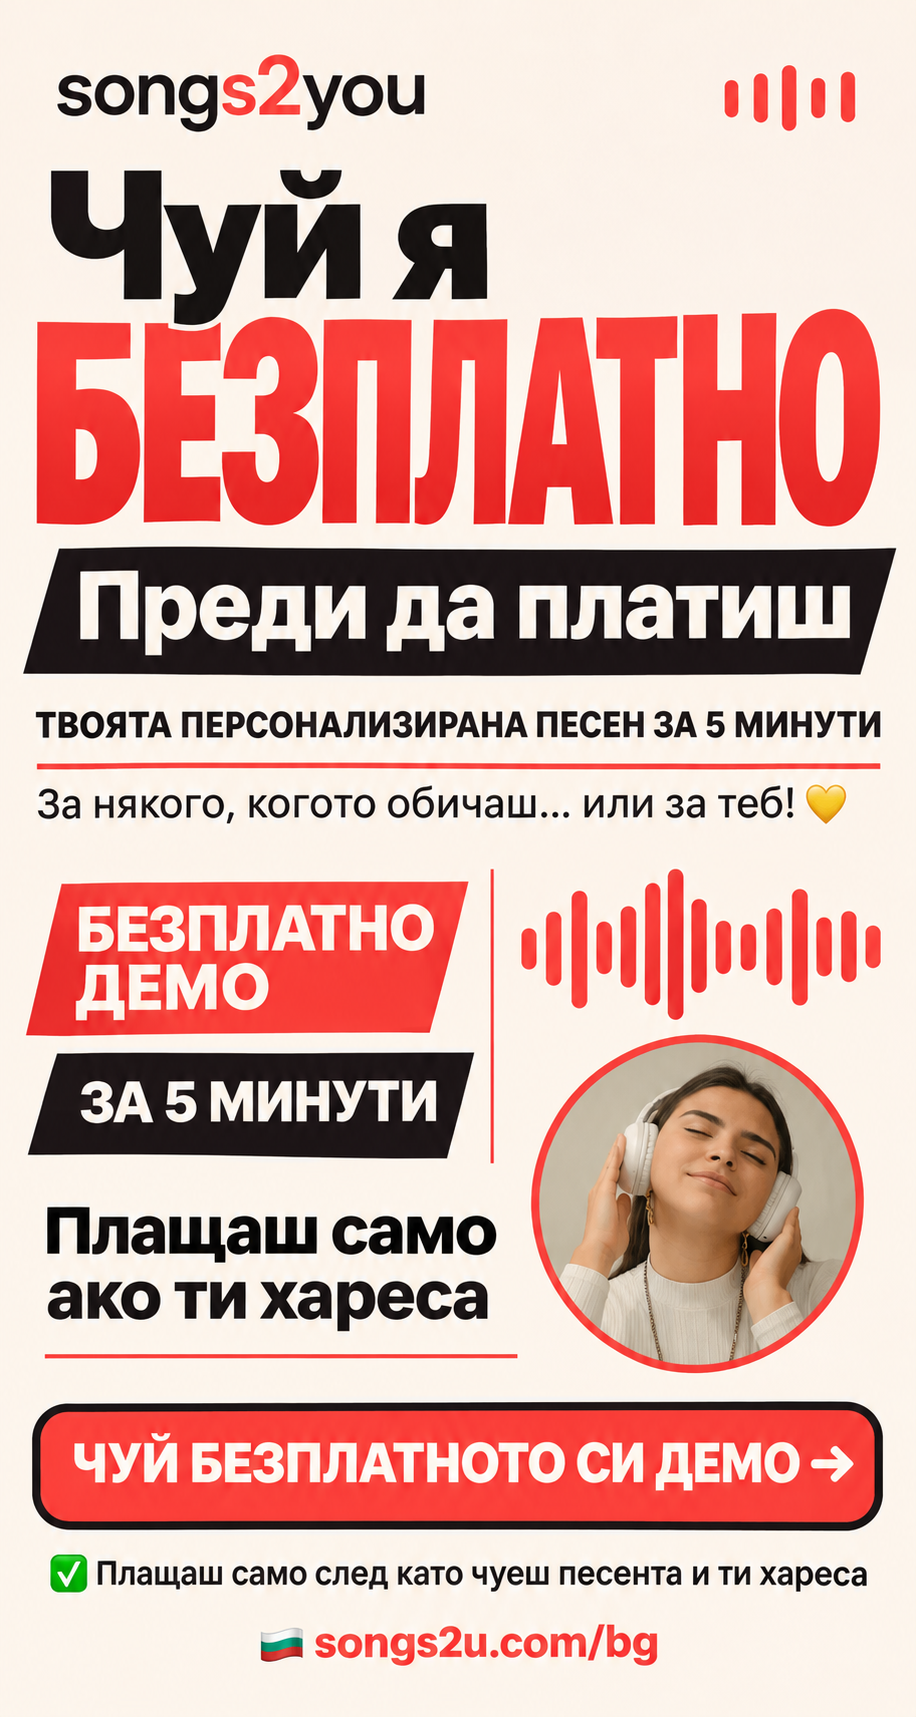 songs2you
Чуй я
БЕЗПЛАТНО
Преди да платиш
ТВОЯТА ПЕРСОНАЛИЗИРАНА ПЕСЕН ЗА 5 МИНУТИ
За някого, когото обичаш... или за теб! 💛
БЕЗПЛАТНО
ДЕМО
ЗА 5 МИНУТИ
Плащаш само
ако ти хареса
ЧУЙ БЕЗПЛАТНОТО СИ ДЕМО →
✅ Плащаш само след като чуеш песента и ти хареса
🇧🇬 songs2u.com/bg